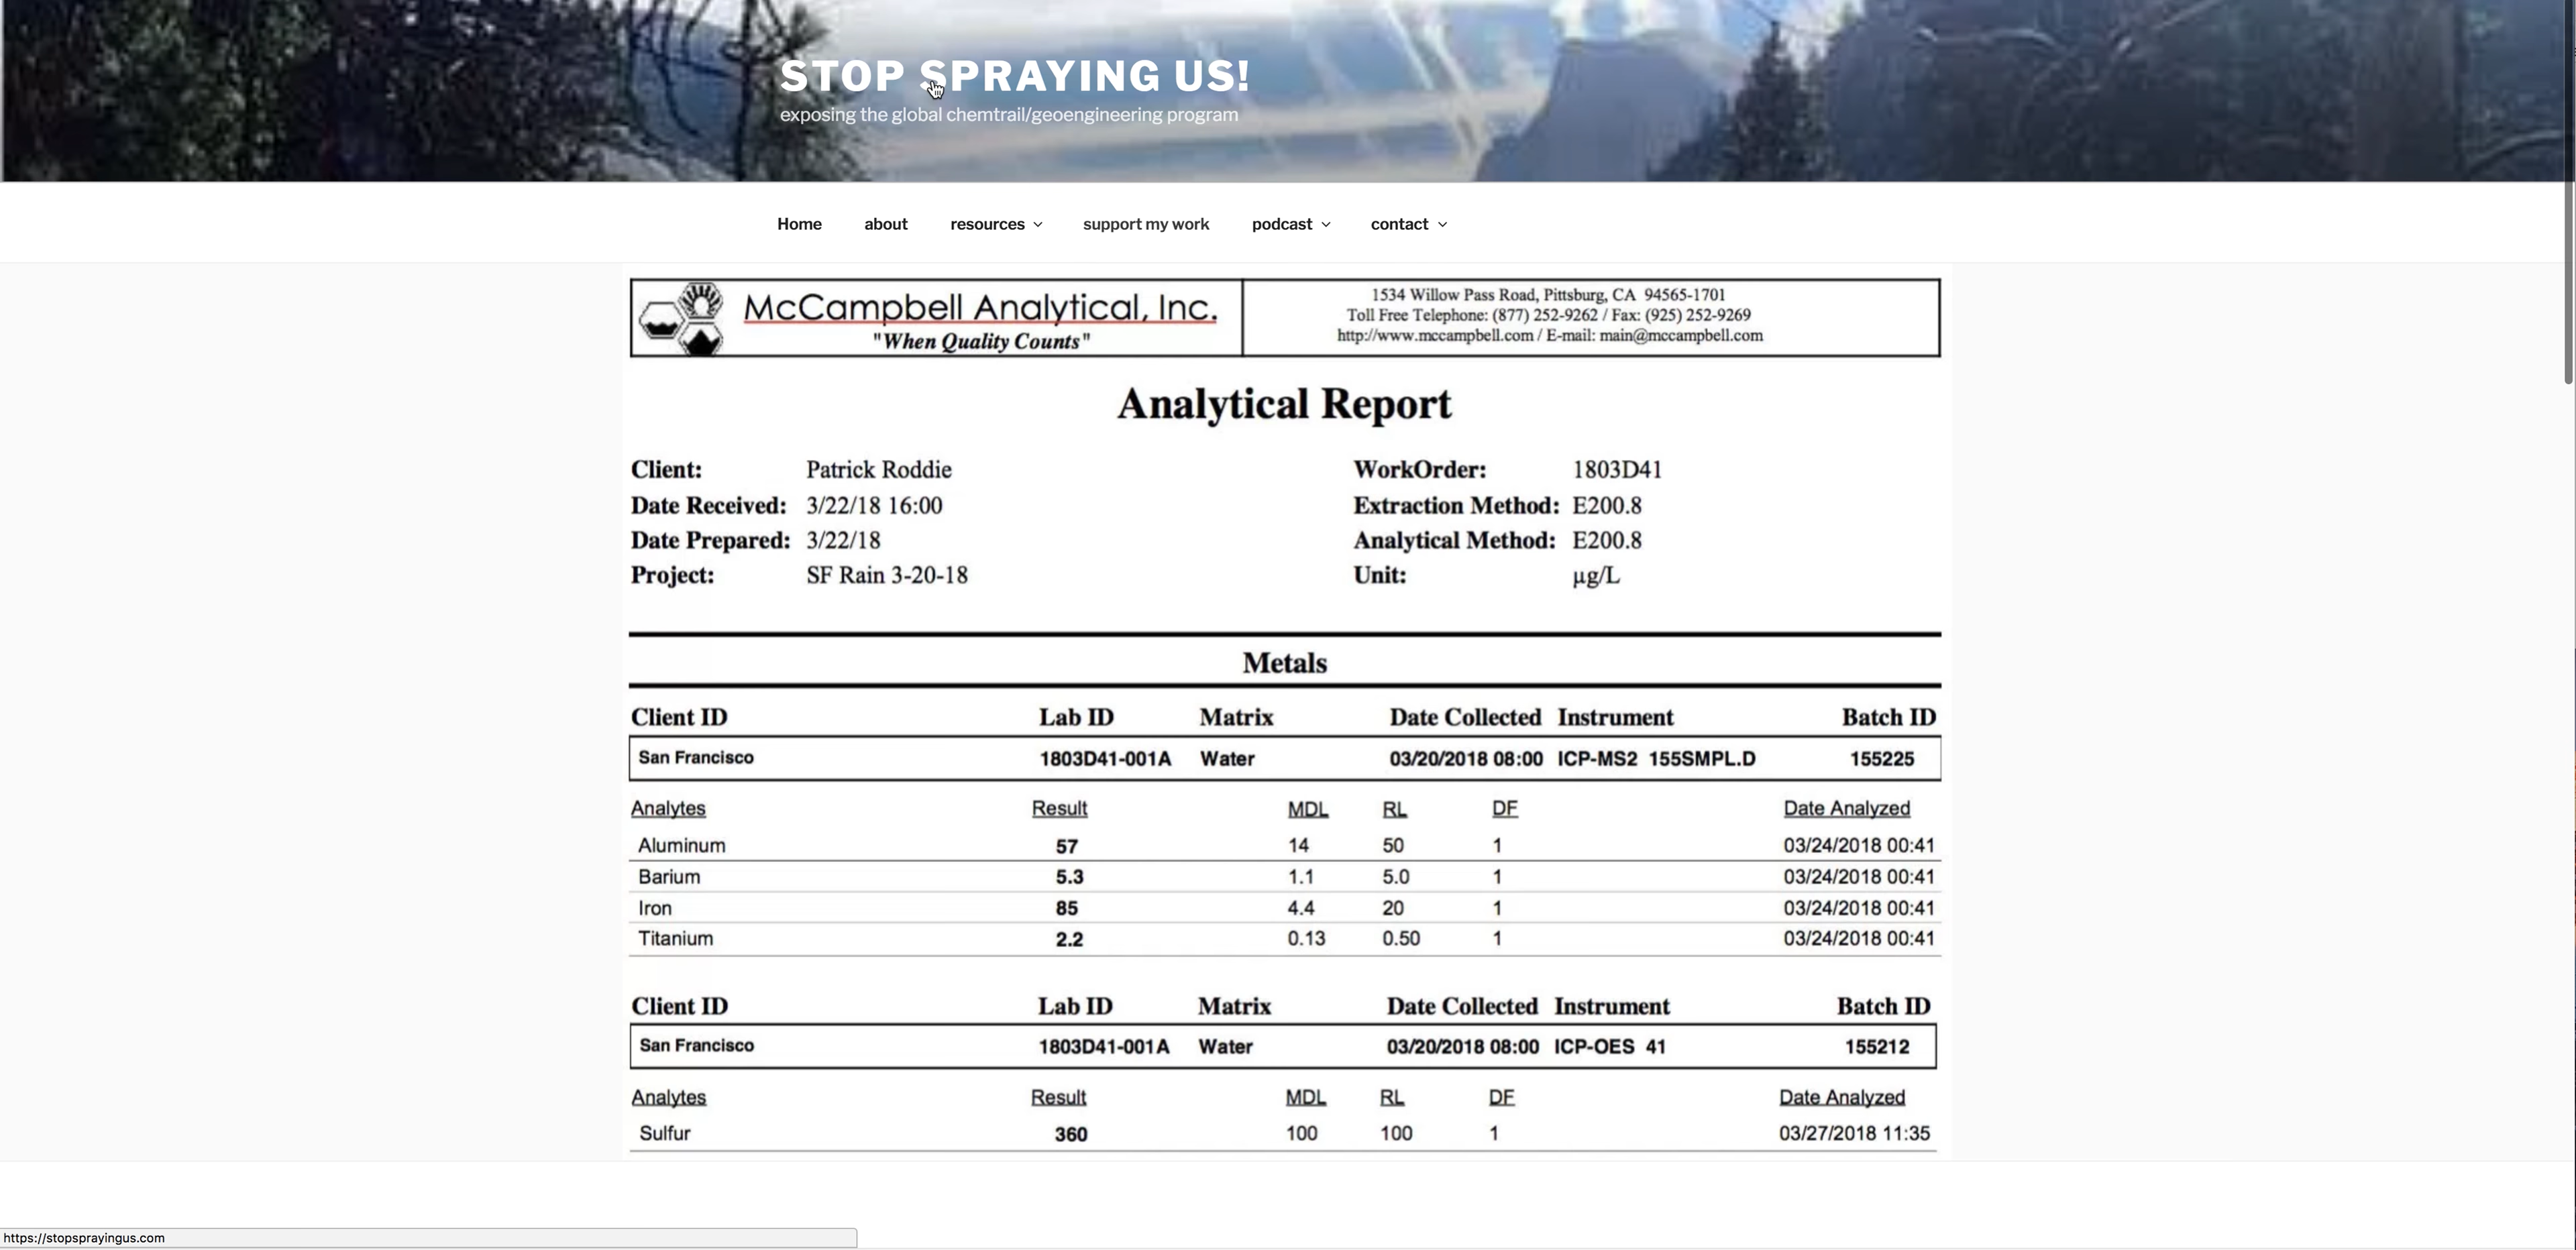 STOP SPRAYING US!
exposing the global chemtrail/geoengineering program
Home about resources support my work podcast contact
McCampbell Analytical, Inc.
"When Quality Counts"
1534 Willow Pass Road, Pittsburg, CA 94565-1701
Toll Free Telephone: (877) 252-9262 / Fax: (925) 252-9269
http://www.mccampbell.com / E-mail: main@mccampbell.com
Analytical Report
Client: Patrick Roddie WorkOrder: 1803D41
Date Received: 3/22/18 16:00 Extraction Method: E200.8
Date Prepared: 3/22/18 Analytical Method: E200.8
Project: SF Rain 3-20-18 Unit: µg/L
Metals
Client ID Lab ID Matrix Date Collected Instrument Batch ID
San Francisco 1803D41-001A Water 03/20/2018 08:00 ICP-MS2 155SMPL.D 155225
Analytes Result MDL RL DF Date Analyzed
Aluminum 57 14 50 1 03/24/2018 00:41
Barium 5.3 1.1 5.0 1 03/24/2018 00:41
Iron 85 4.4 20 1 03/24/2018 00:41
Titanium 2.2 0.13 0.50 1 03/24/2018 00:41
Client ID Lab ID Matrix Date Collected Instrument Batch ID
San Francisco 1803D41-001A Water 03/20/2018 08:00 ICP-OES 41 155212
Analytes Result MDL RL DF Date Analyzed
Sulfur 360 100 100 1 03/27/2018 11:35
https://stopsprayingus.com